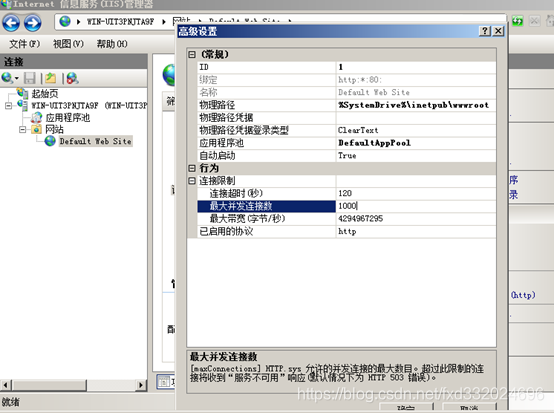 Internet 信息服务(IIS)管理器
WIN-UIT3PNJTA9F
网站
Default Web Site
文件(F) 视图(V) 帮助(H)
连接
起始页
WIN-UIT3PNJTA9F (WIN-UIT3P
应用程序池
网站
Default Web Site
高级设置
(常规)
ID 1
绑定 http:*:80:
名称 Default Web Site
物理路径 %SystemDrive%\inetpub\wwwroot
物理路径凭据
物理路径凭据登录类型 ClearText
应用程序池 DefaultAppPool
自动启动 True
行为
连接限制
连接超时(秒) 120
最大并发连接数 1000
最大带宽(字节/秒) 4294967295
已启用的协议 http
最大并发连接数
[maxConnections] HTTP.sys 允许的并发连接的最大数目。超过此限制的连接将收到“服务不可用”响应(默认情况下为 HTTP 503 错误)。
确定 取消
序
录
(http)
就绪
https://blog.csdn.net/fxd332024696